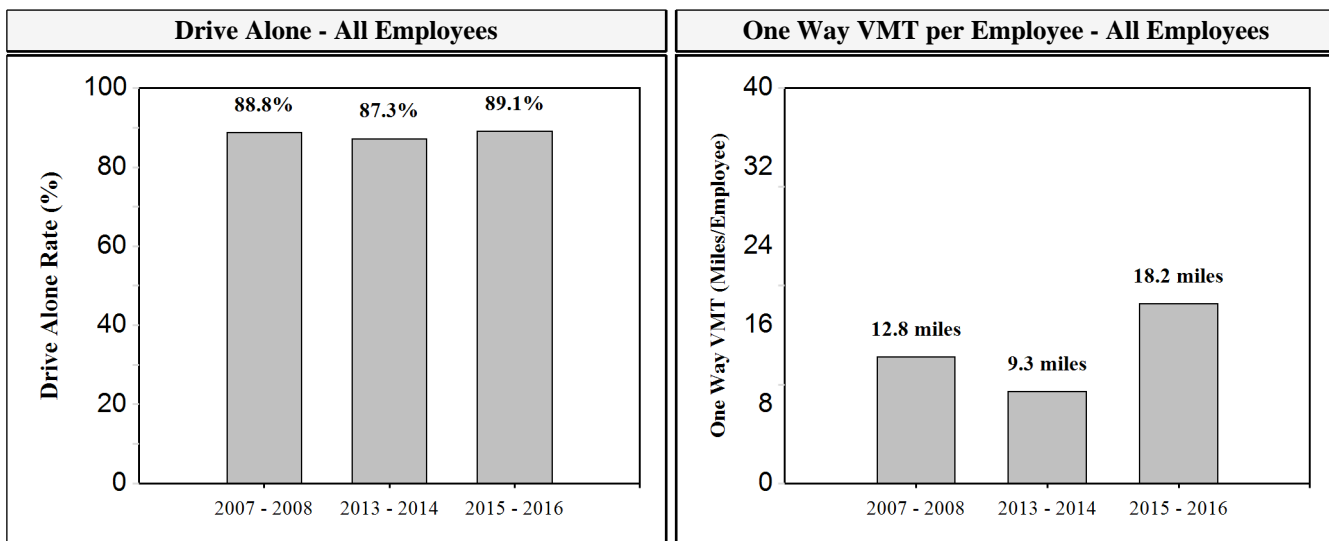 Drive Alone - All Employees
One Way VMT per Employee - All Employees
Drive Alone Rate (%)
100
80
60
40
20
0
88.8%
87.3%
89.1%
2007 - 2008
2013 - 2014
2015 - 2016
One Way VMT (Miles/Employee)
40
32
24
16
8
0
12.8 miles
9.3 miles
18.2 miles
2007 - 2008
2013 - 2014
2015 - 2016